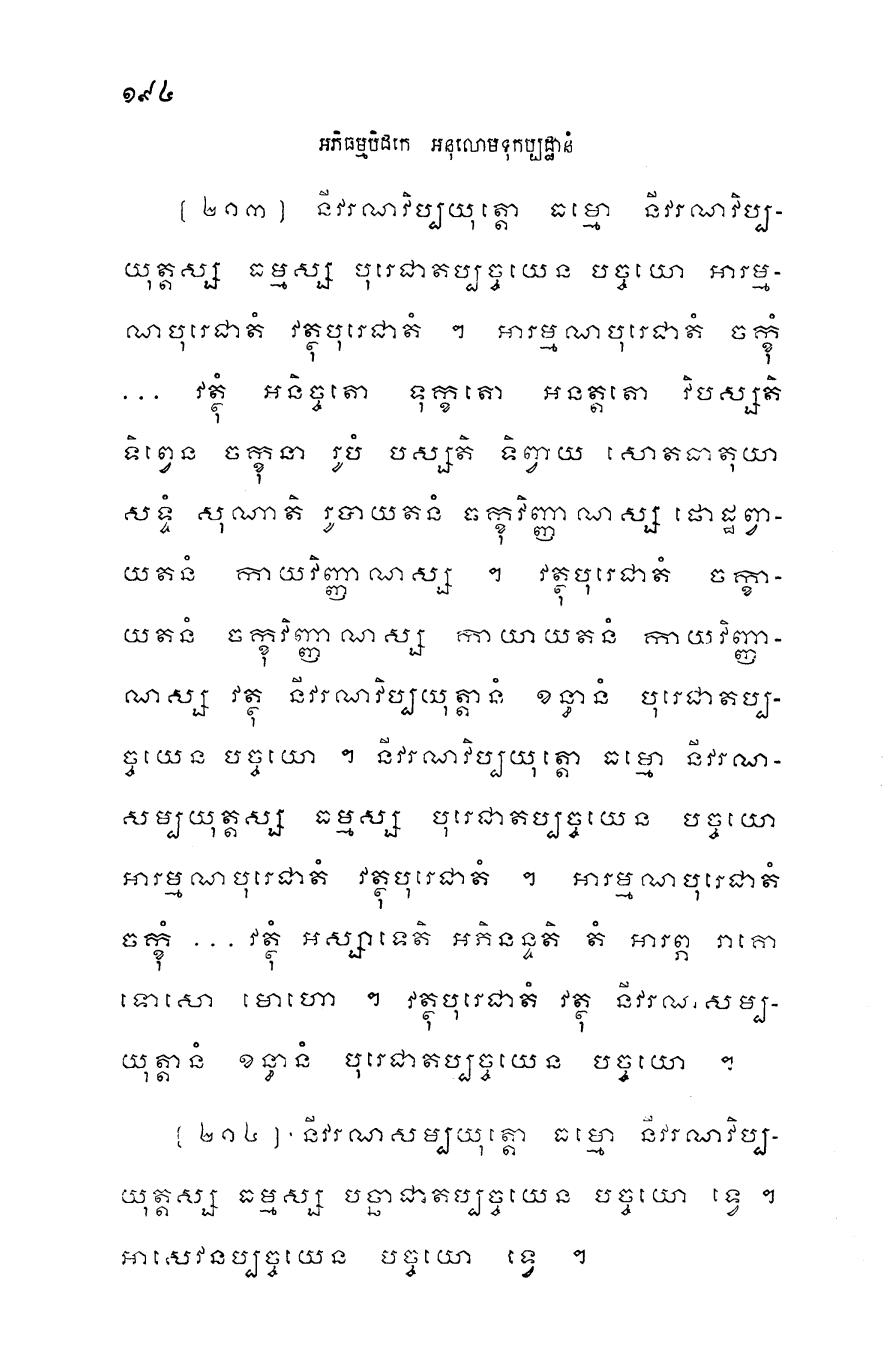 ១៩៤
អភិធម្មបិដកេ អនុលោមទុកប្បដ្ឋានំ
[២១៣] នីវរណវិប្បយុត្តោ ធម្មោ នីវរណវិប្ប-
យុត្តស្ស ធម្មស្ស បុរេជាតប្បច្ចយេន បច្ចយោ អារម្ម-
ណបុរេជាតំ វត្ថុបុរេជាតំ ។ អារម្មណបុរេជាតំ ចក្ខុំ
... វត្ថុំ អនិច្ចតោ ទុក្ខតោ អនត្តតោ វិបស្សតិ
ទិព្វេន ចក្ខុនា រូបំ បស្សតិ ទិព្វាយ សោតធាតុយា
សទ្ទំ សុណាតិ រូបាយតនំ ចក្ខុវិញ្ញាណស្ស ផោដ្ឋព្វា-
យតនំ កាយវិញ្ញាណស្ស ។ វត្ថុបុរេជាតំ ចក្ខា-
យតនំ ចក្ខុវិញ្ញាណស្ស កាយាយតនំ កាយវិញ្ញា-
ណស្ស វត្ថុ នីវរណវិប្បយុត្តានំ ខន្ធានំ បុរេជាតប្ប-
ច្ចយេន បច្ចយោ ។ នីវរណវិប្បយុត្តោ ធម្មោ នីវរណ-
សម្បយុត្តស្ស ធម្មស្ស បុរេជាតប្បច្ចយេន បច្ចយោ
អារម្មណបុរេជាតំ វត្ថុបុរេជាតំ ។ អារម្មណបុរេជាតំ
ចក្ខុំ ... វត្ថុំ អស្សាទេតិ អភិនន្ទតិ តំ អារព្ភ រាគោ
ទោសោ មោហោ ។ វត្ថុបុរេជាតំ វត្ថុ នីវរណសម្ប-
យុត្តានំ ខន្ធានំ បុរេជាតប្បច្ចយេន បច្ចយោ ។
[២១៤] នីវរណសម្បយុត្តោ ធម្មោ នីវរណវិប្ប-
យុត្តស្ស ធម្មស្ស បច្ឆាជាតប្បច្ចយេន បច្ចយោ ទ្វេ ។
អាសេវនប្បច្ចយេន បច្ចយោ ទ្វេ ។